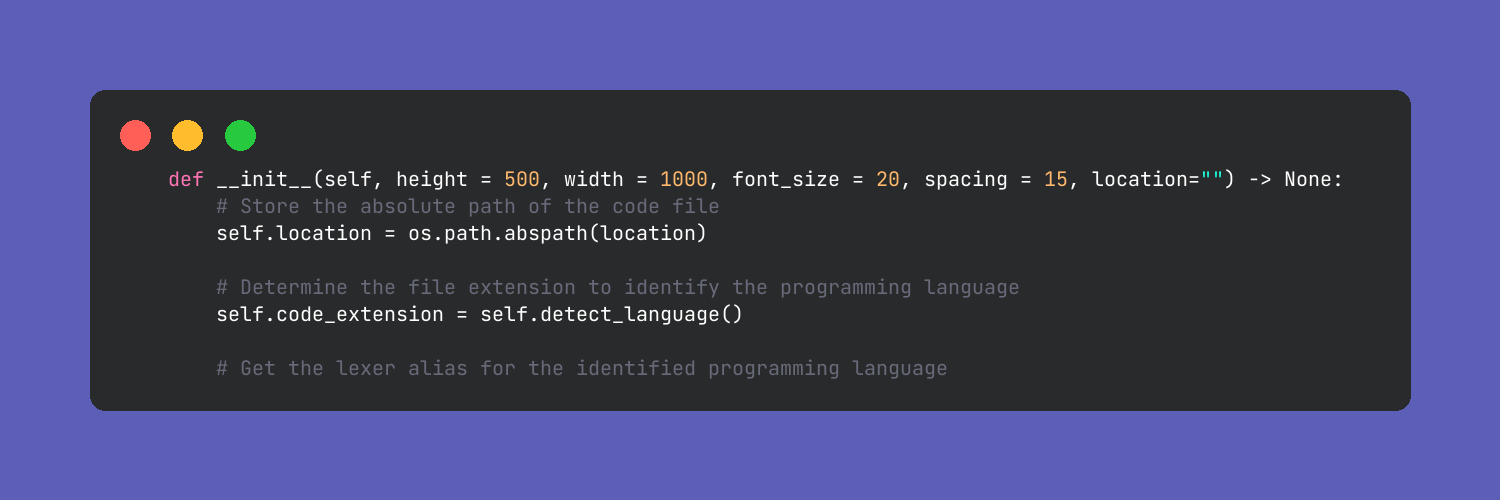 def __init__(self, height = 500, width = 1000, font_size = 20, spacing = 15, location="") -> None:
# Store the absolute path of the code file
self.location = os.path.abspath(location)
# Determine the file extension to identify the programming language
self.code_extension = self.detect_language()
# Get the lexer alias for the identified programming language